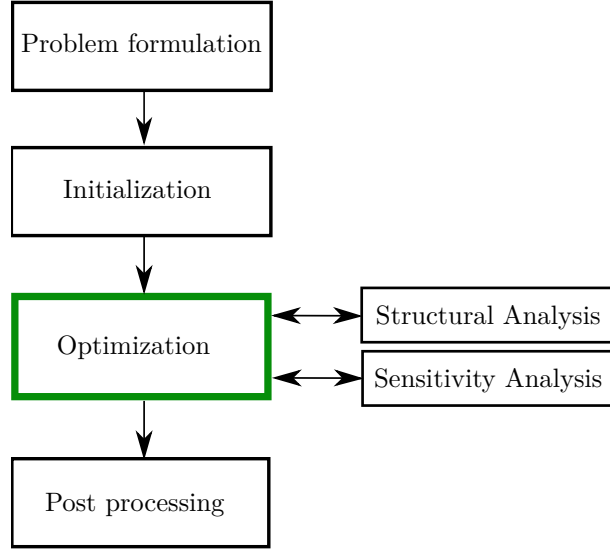 Problem formulation
Initialization
Optimization
Structural Analysis
Sensitivity Analysis
Post processing